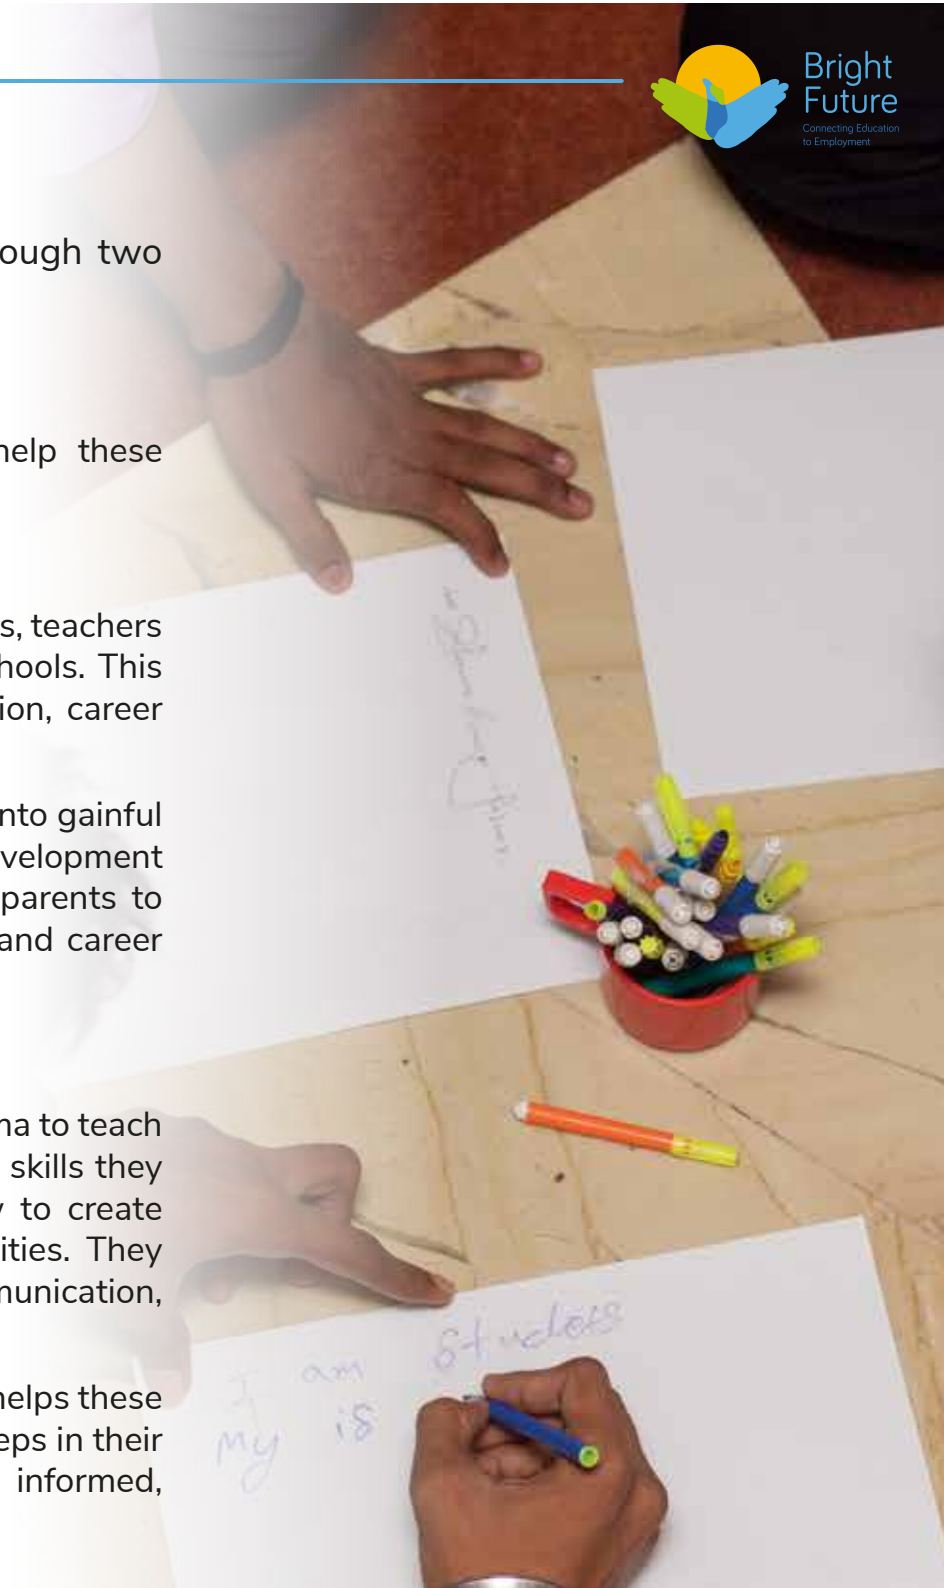 Bright
Future
Connecting Education
to Employment
ough two
help these
s, teachers
hools. This
ion, career
nto gainful
velopment
parents to
and career
na to teach
skills they
to create
ities. They
munication,
helps these
eps in their
informed,
I am
My is